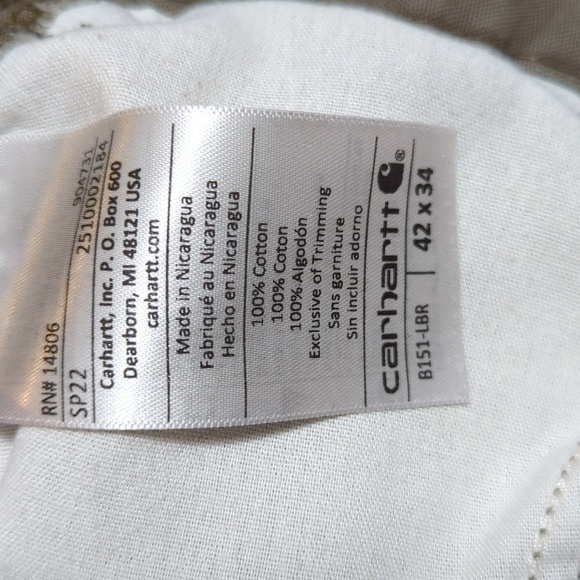 carhartt®
B151-LBR | 42 x 34
100% Cotton
100% Coton
100% Algodón
Exclusive of Trimming
Sans garniture
Sin incluir adorno
Made in Nicaragua
Fabriqué au Nicaragua
Hecho en Nicaragua
Carhartt, Inc. P. O. Box 600
Dearborn, MI 48121 USA
carhartt.com
RN# 14806 904731
SP22 2510002184